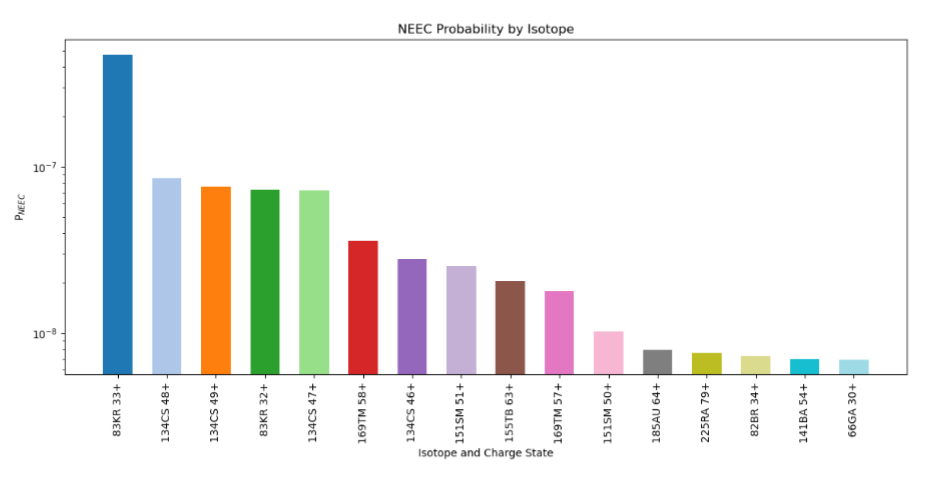 NEEC Probability by Isotope
P_NEEC
10⁻⁷
10⁻⁸
83KR 33+
134CS 48+
134CS 49+
83KR 32+
134CS 47+
169TM 58+
134CS 46+
151SM 51+
155TB 63+
169TM 57+
151SM 50+
185AU 64+
225RA 79+
82BR 34+
141BA 54+
66GA 30+
Isotope and Charge State